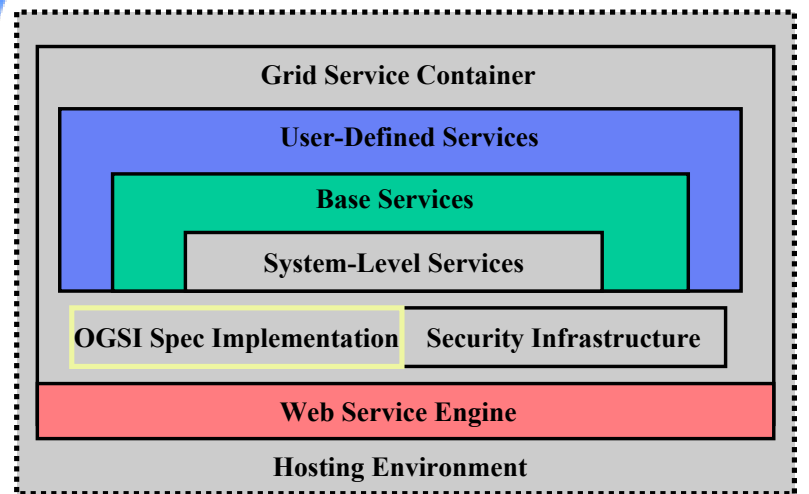 Grid Service Container
User-Defined Services
Base Services
System-Level Services
OGSI Spec Implementation
Security Infrastructure
Web Service Engine
Hosting Environment